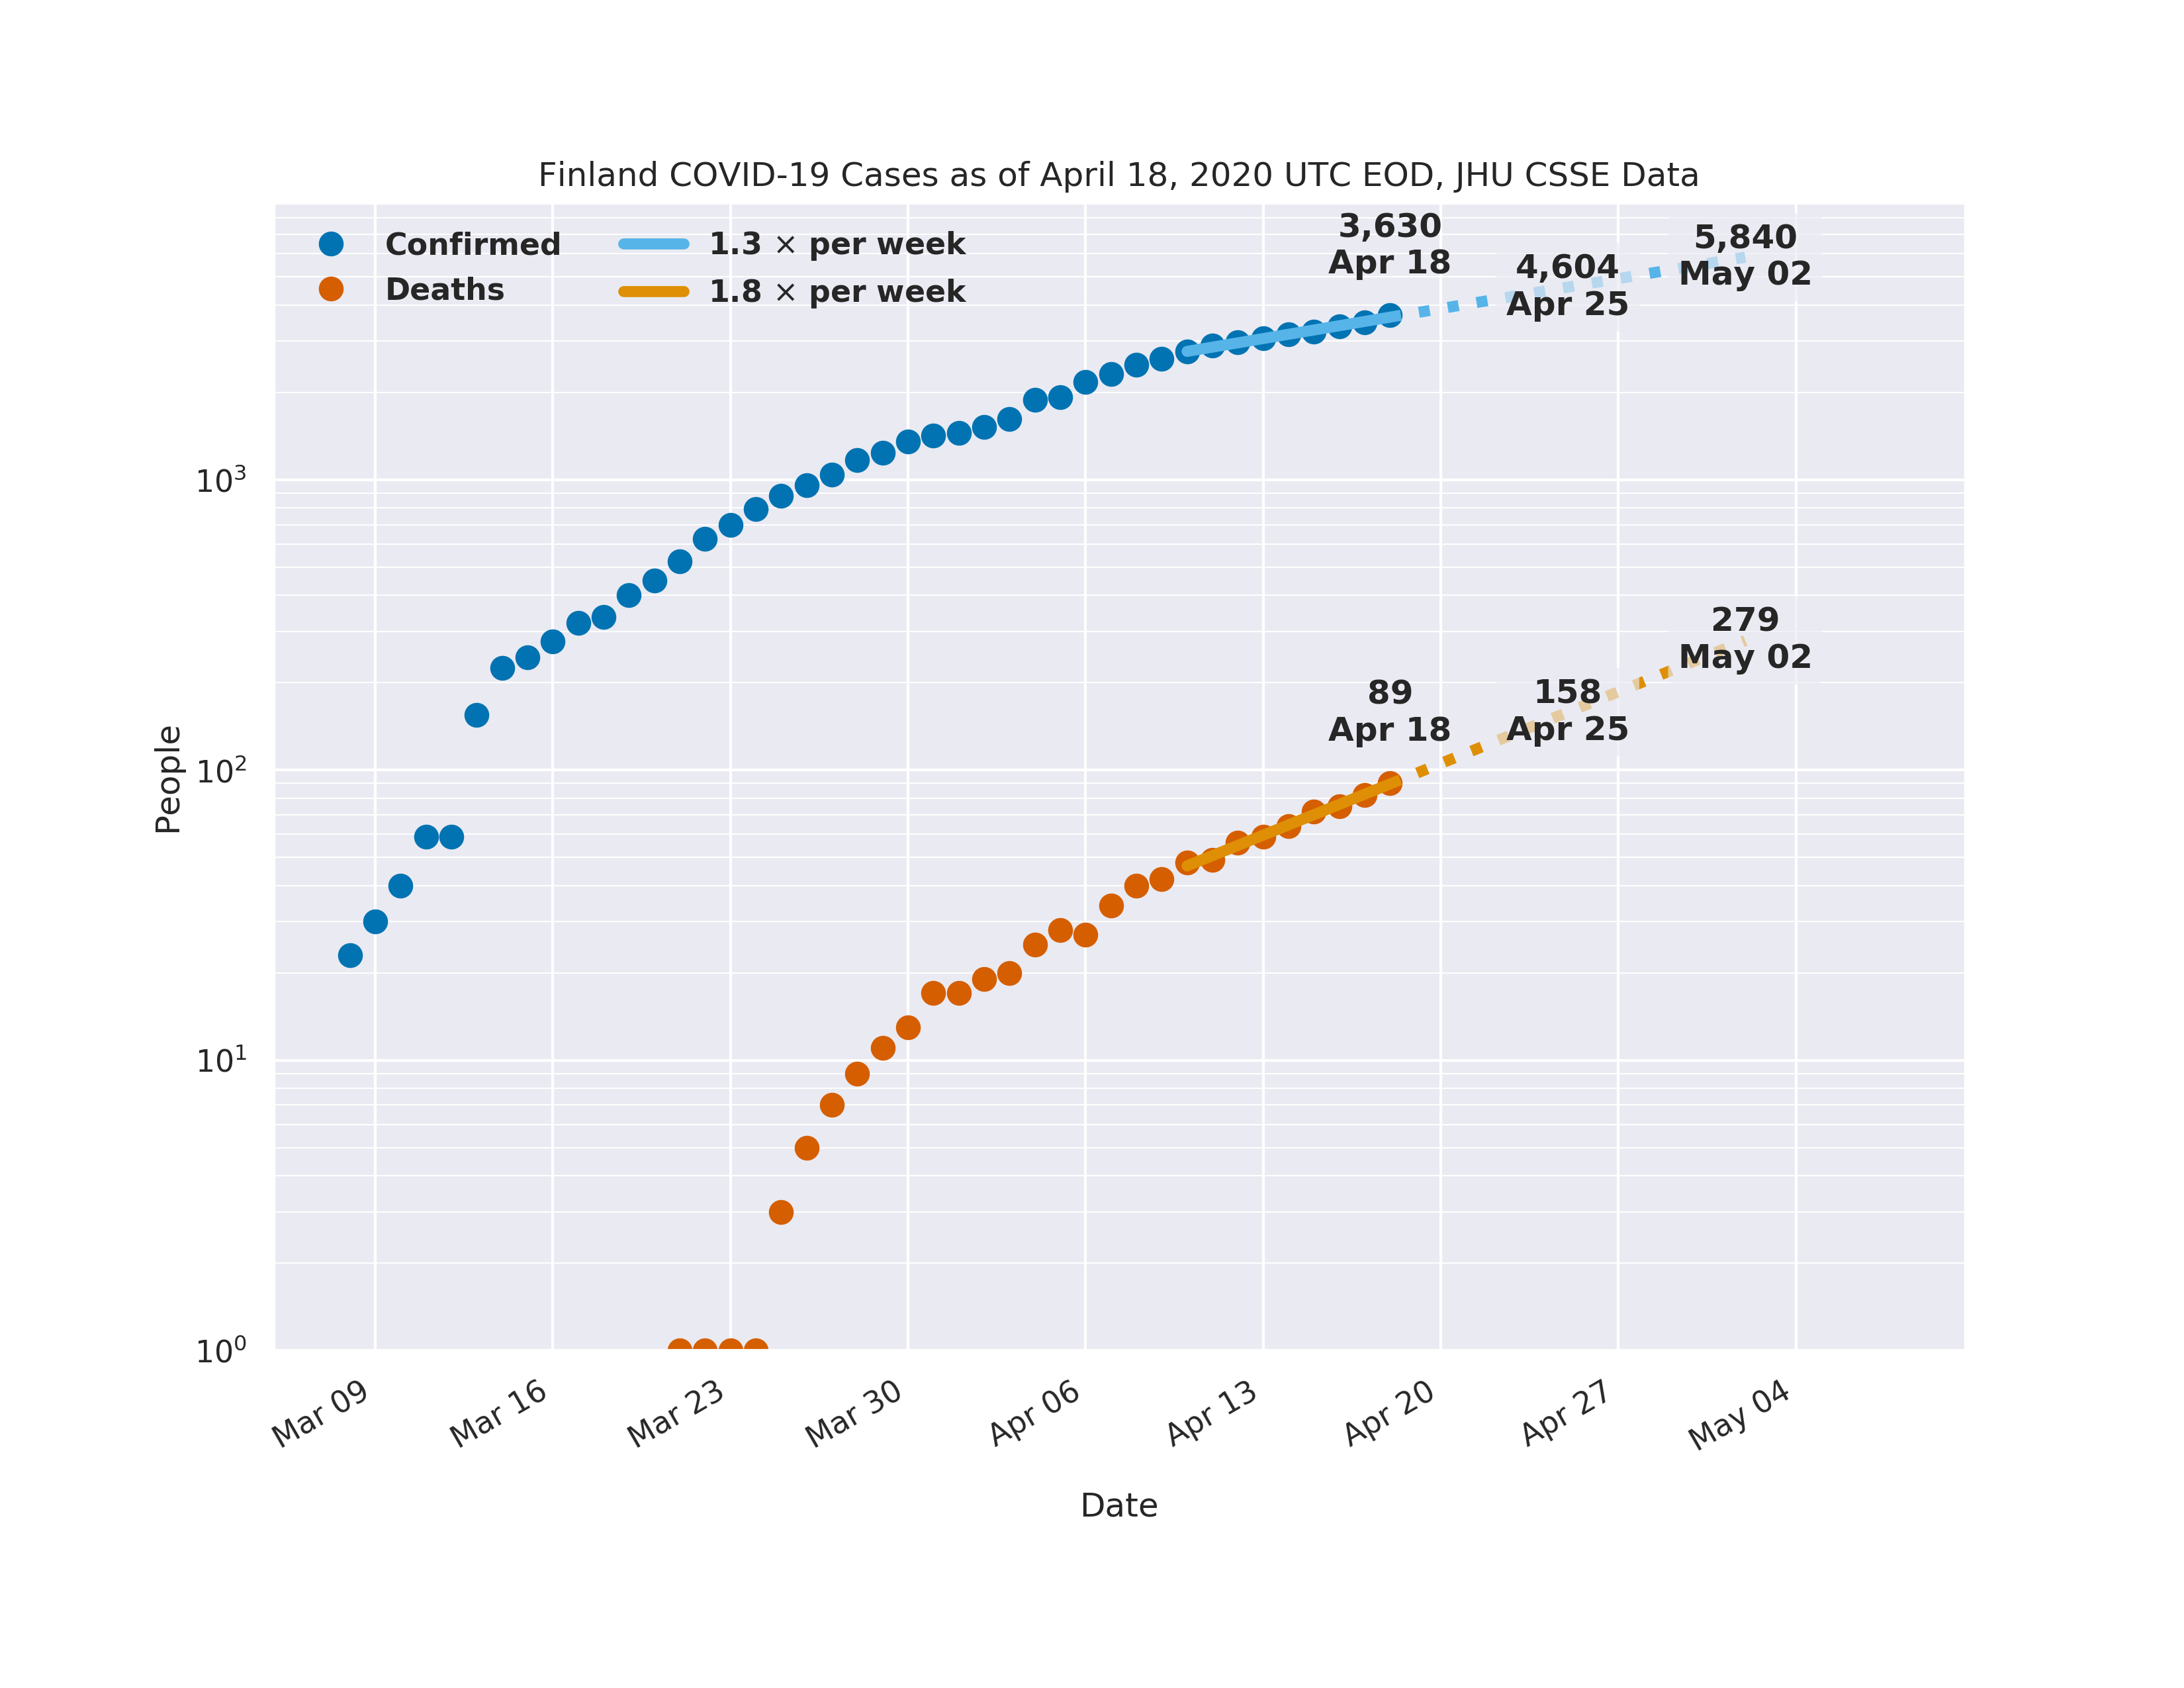 Finland COVID-19 Cases as of April 18, 2020 UTC EOD, JHU CSSE Data
Confirmed
Deaths
1.3 × per week
1.8 × per week
3,630
Apr 18
4,604
Apr 25
5,840
May 02
279
May 02
89
Apr 18
158
Apr 25
People
10³
10²
10¹
10⁰
Mar 09
Mar 16
Mar 23
Mar 30
Apr 06
Apr 13
Apr 20
Apr 27
May 04
Date